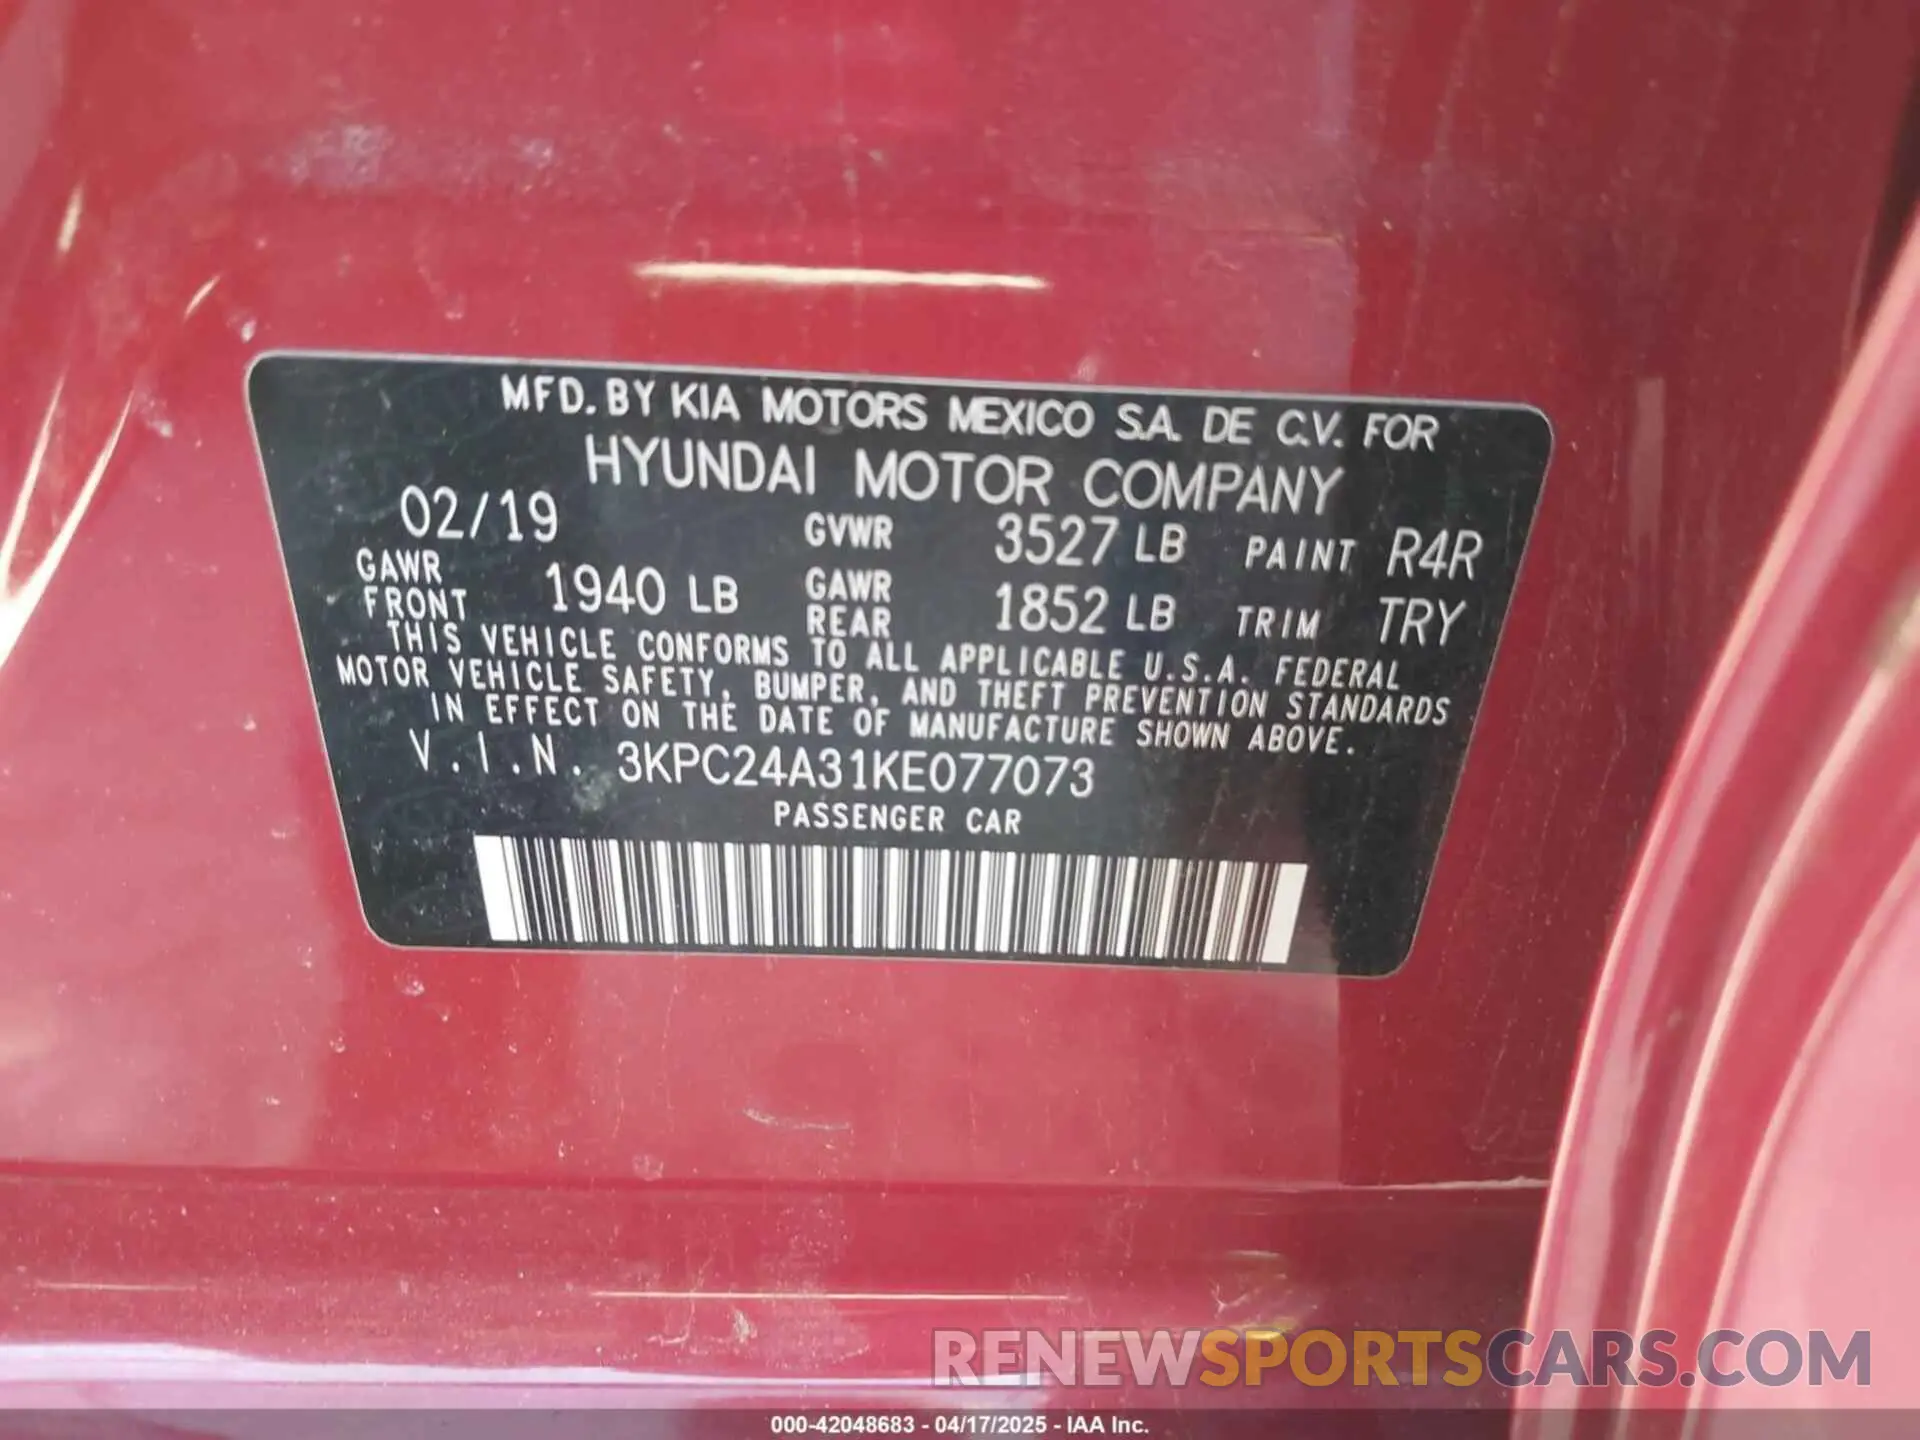 MFD. BY KIA MOTORS MEXICO S.A. DE C.V. FOR
HYUNDAI MOTOR COMPANY
02/19 GVWR 3527 LB PAINT R4R
GAWR FRONT 1940 LB GAWR REAR 1852 LB TRIM TRY
THIS VEHICLE CONFORMS TO ALL APPLICABLE U.S.A. FEDERAL
MOTOR VEHICLE SAFETY, BUMPER, AND THEFT PREVENTION STANDARDS
IN EFFECT ON THE DATE OF MANUFACTURE SHOWN ABOVE.
V.I.N. 3KPC24A31KE077073
PASSENGER CAR
RENEWSPORTSCARS.COM
000-42048683 - 04/17/2025 - IAA Inc.